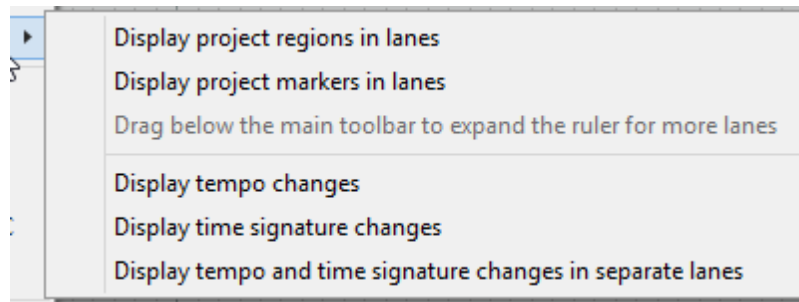 Display project regions in lanes
Display project markers in lanes
Drag below the main toolbar to expand the ruler for more lanes
Display tempo changes
Display time signature changes
Display tempo and time signature changes in separate lanes